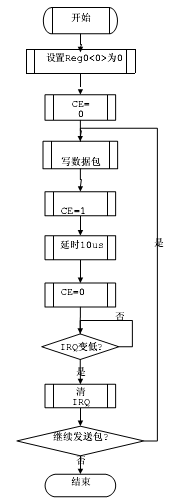 开始
设置Reg0<0>为0
CE=
0
写数据包
CE=1
延时10us
CE=0
否
IRQ变低?
是
清
IRQ
继续发送包?
是
否
结束